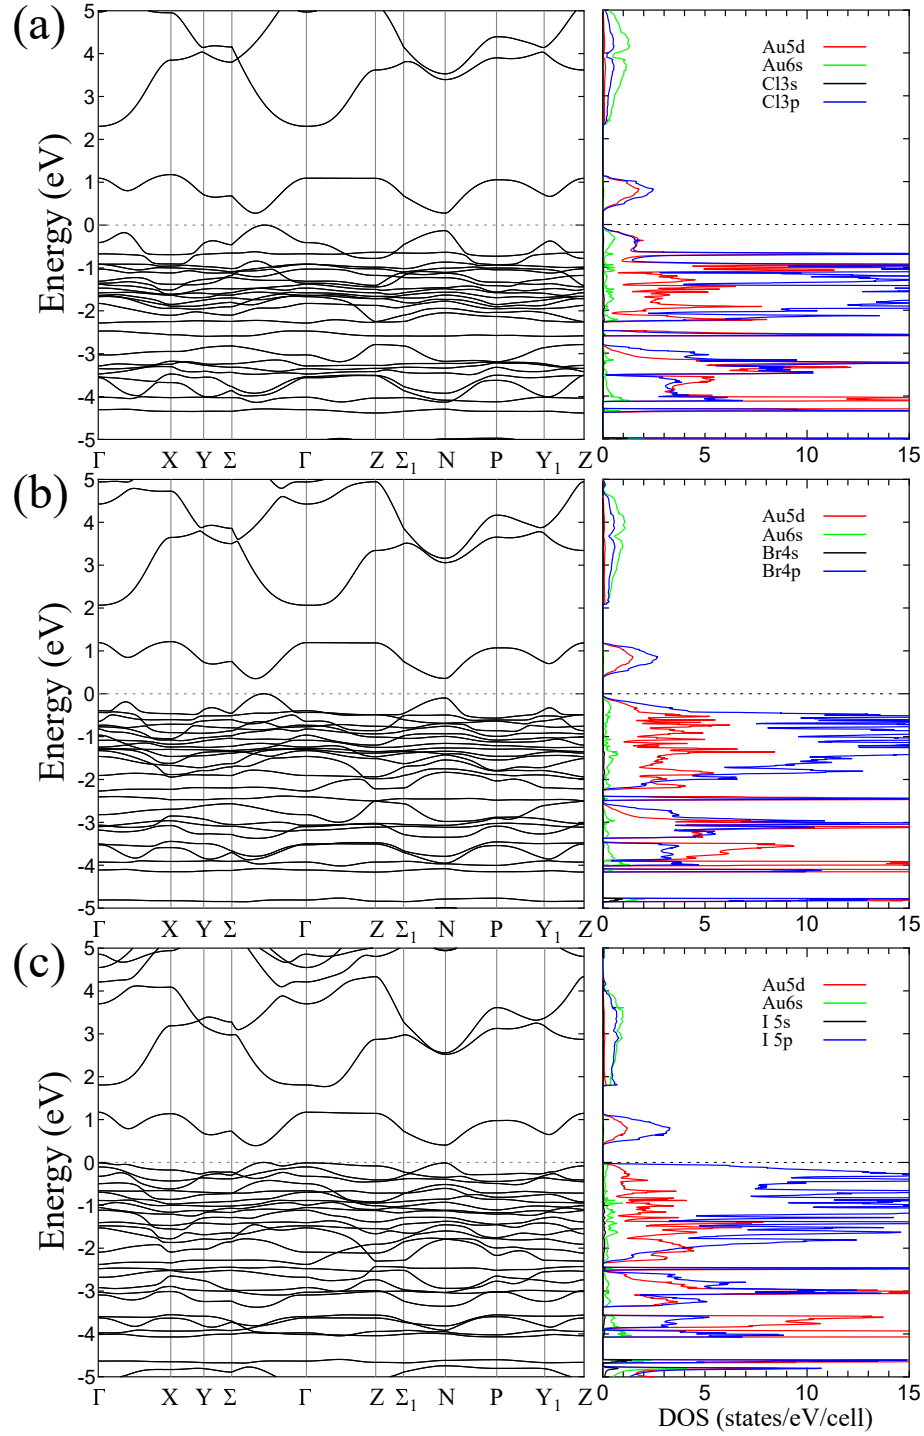 (a)
Energy (eV)
5
4
3
2
1
0
-1
-2
-3
-4
-5
Γ X Y Σ Γ Z Σ₁ N P Y₁ Z
Au5d
Au6s
Cl3s
Cl3p
0 5 10 15
(b)
Energy (eV)
5
4
3
2
1
0
-1
-2
-3
-4
-5
Γ X Y Σ Γ Z Σ₁ N P Y₁ Z
Au5d
Au6s
Br4s
Br4p
0 5 10 15
(c)
Energy (eV)
5
4
3
2
1
0
-1
-2
-3
-4
-5
Γ X Y Σ Γ Z Σ₁ N P Y₁ Z
Au5d
Au6s
I 5s
I 5p
0 5 10 15
DOS (states/eV/cell)